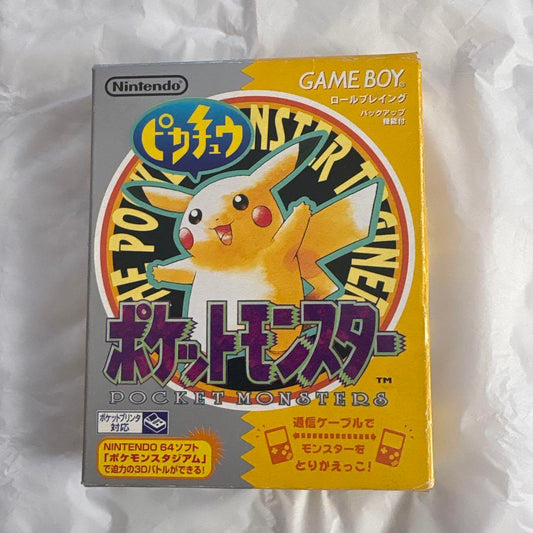 Nintendo
GAME BOY
ロールプレイング
バックアップ
機能付
ピカチュウ
THE POCKET MONSTER TRAINER
ポケットモンスター
TM
POCKET MONSTERS
ポケットプリンタ
対応
NINTENDO 64ソフト
「ポケモンスタジアム」
で迫力の3Dバトルができる!
通信ケーブルで
モンスターを
とりかえっこ!